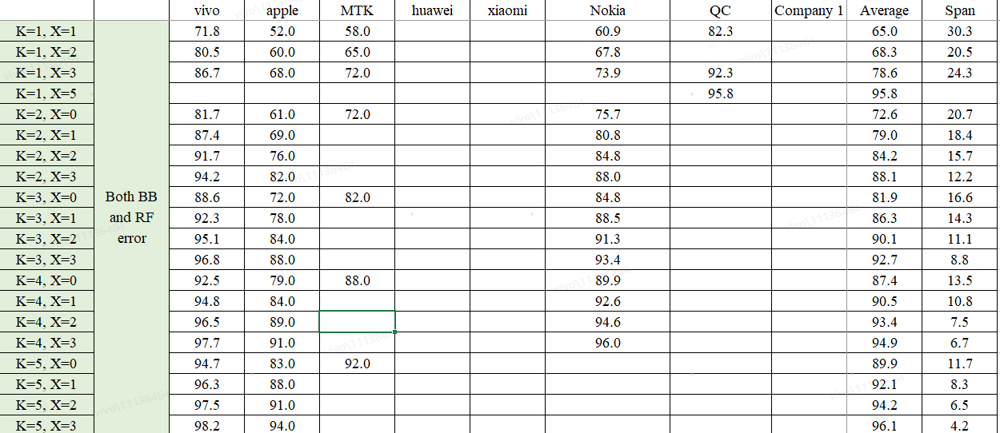 vivo apple MTK huawei xiaomi Nokia QC Company 1 Average Span
K=1, X=1 71.8 52.0 58.0 60.9 82.3 65.0 30.3
K=1, X=2 80.5 60.0 65.0 67.8 68.3 20.5
K=1, X=3 86.7 68.0 72.0 73.9 92.3 78.6 24.3
K=1, X=5 95.8 95.8
K=2, X=0 81.7 61.0 72.0 75.7 72.6 20.7
K=2, X=1 87.4 69.0 80.8 79.0 18.4
K=2, X=2 91.7 76.0 84.8 84.2 15.7
K=2, X=3 94.2 82.0 88.0 88.1 12.2
K=3, X=0 Both BB 88.6 72.0 82.0 84.8 81.9 16.6
K=3, X=1 and RF 92.3 78.0 88.5 86.3 14.3
K=3, X=2 error 95.1 84.0 91.3 90.1 11.1
K=3, X=3 96.8 88.0 93.4 92.7 8.8
K=4, X=0 92.5 79.0 88.0 89.9 87.4 13.5
K=4, X=1 94.8 84.0 92.6 90.5 10.8
K=4, X=2 96.5 89.0 94.6 93.4 7.5
K=4, X=3 97.7 91.0 96.0 94.9 6.7
K=5, X=0 94.7 83.0 92.0 89.9 11.7
K=5, X=1 96.3 88.0 92.1 8.3
K=5, X=2 97.5 91.0 94.2 6.5
K=5, X=3 98.2 94.0 96.1 4.2
vivo\11136464